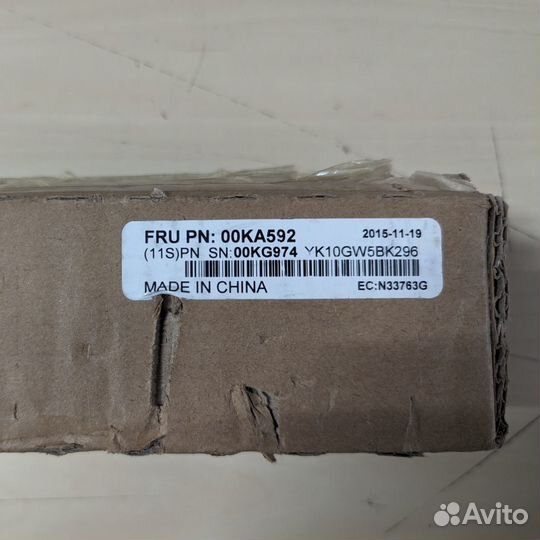 FRU PN: 00KA592 2015-11-19
(11S)PN SN:00KG974 YK10GW5BK296
MADE IN CHINA EC:N33763G
Avito